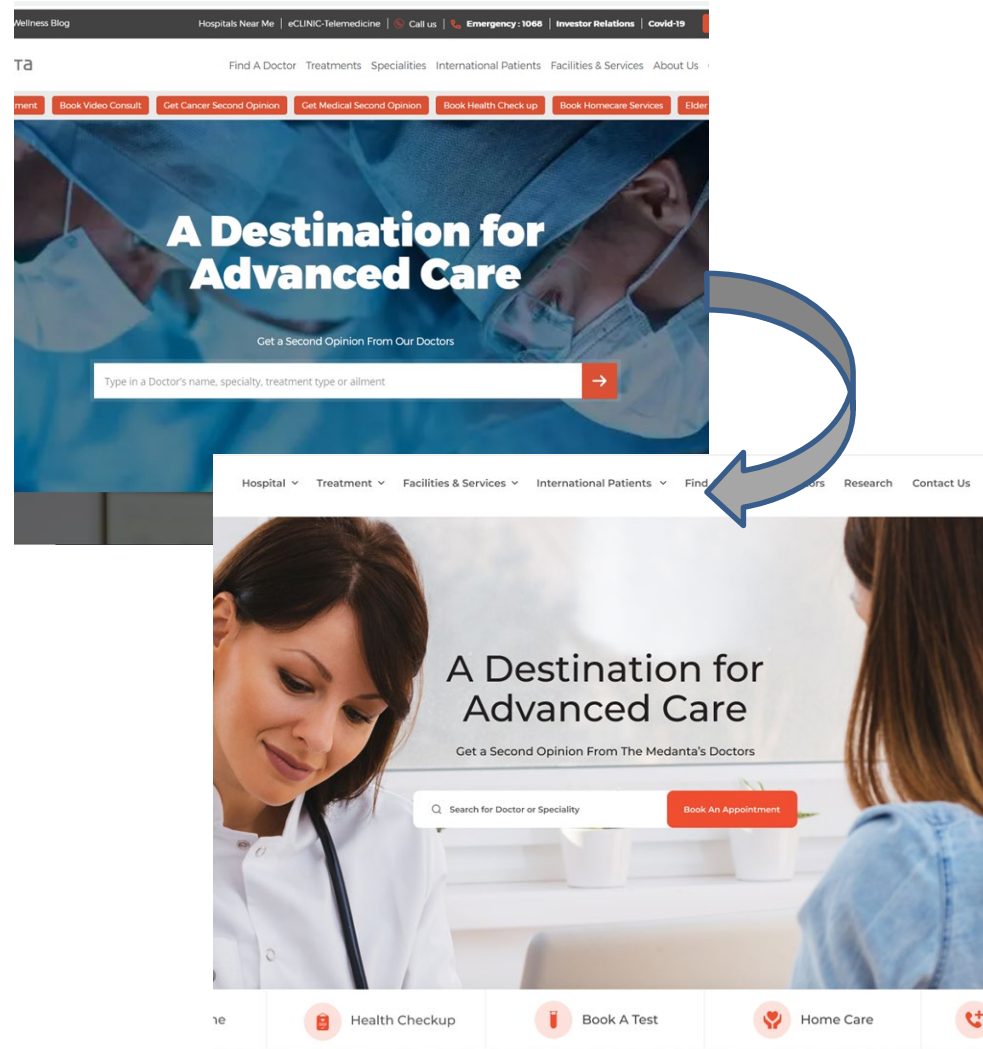 Wellness Blog Hospitals Near Me | eCLINIC-Telemedicine | Call us | Emergency : 1068 | Investor Relations | Covid-19
Find A Doctor Treatments Specialities International Patients Facilities & Services About Us
Book Video Consult Get Cancer Second Opinion Get Medical Second Opinion Book Health Check up Book Homecare Services Elder
A Destination for
Advanced Care
Get a Second Opinion From Our Doctors
Type in a Doctor's name, specialty, treatment type or ailment
Hospital Treatment Facilities & Services International Patients Find Research Contact Us
A Destination for
Advanced Care
Get a Second Opinion From The Medanta's Doctors
Search for Doctor or Speciality Book An Appointment
Health Checkup Book A Test Home Care